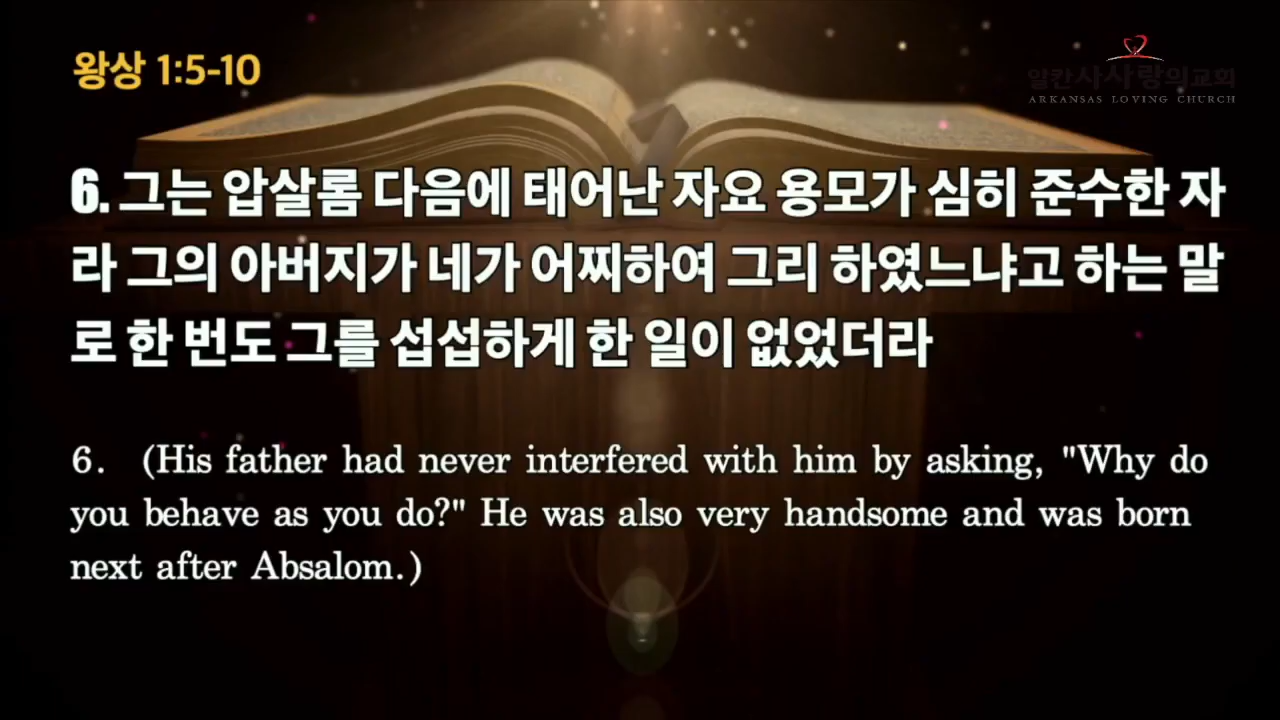 왕상 1:5-10
알칸사사랑의교회
ARKANSAS LOVING CHURCH
6. 그는 압살롬 다음에 태어난 자요 용모가 심히 준수한 자
라 그의 아버지가 네가 어찌하여 그리 하였느냐고 하는 말
로 한 번도 그를 섭섭하게 한 일이 없었더라
6. (His father had never interfered with him by asking, "Why do
you behave as you do?" He was also very handsome and was born
next after Absalom.)